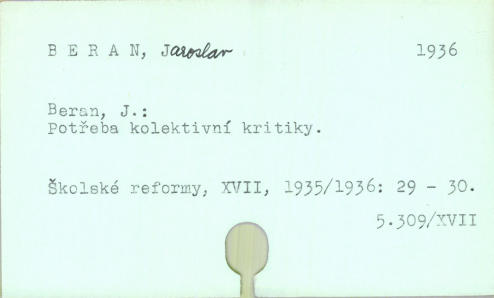 B E R A N, Jaroslav 1936
Beran, J.:
Potřeba kolektivní kritiky.
Školské reformy, XVII, 1935/1936: 29 - 30.
5.309/XVII